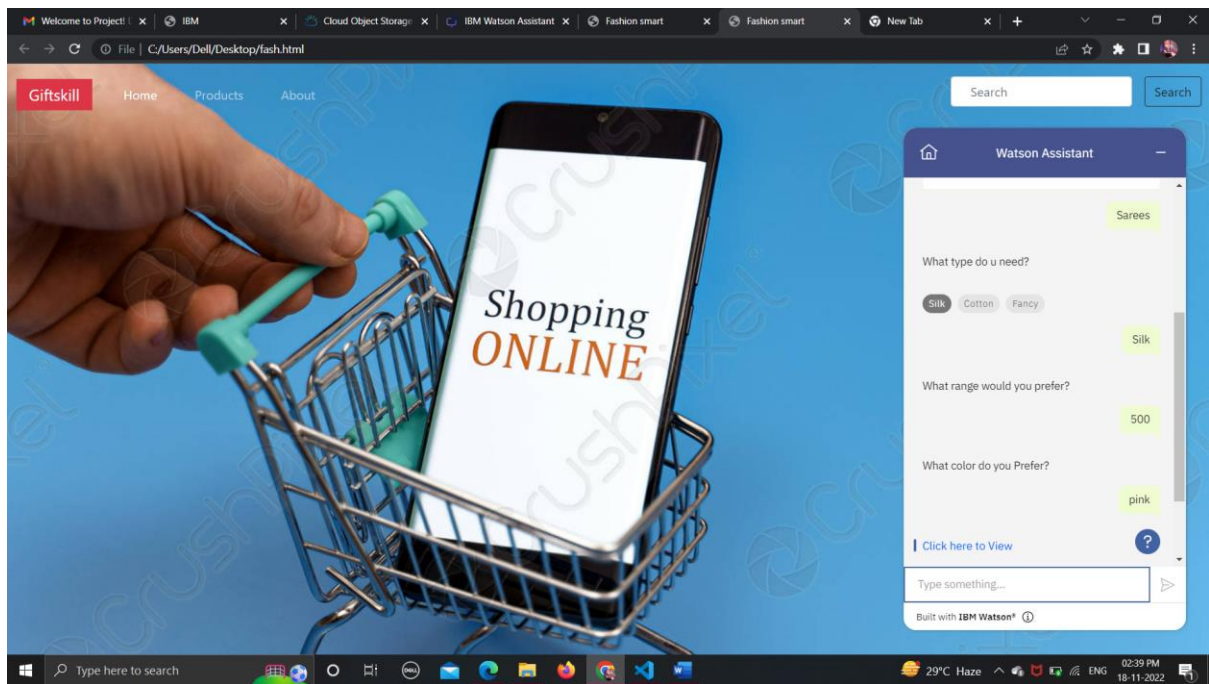 Welcome to Project!
IBM
Cloud Object Storage
IBM Watson Assistant
Fashion smart
Fashion smart
New Tab
File | C:/Users/Dell/Desktop/fash.html
Giftskill
Home
Products
About
Search
Search
Shopping
ONLINE
Watson Assistant
Sarees
What type do u need?
Silk
Cotton
Fancy
Silk
What range would you prefer?
500
What color do you Prefer?
pink
Click here to View
?
Type something...
Built with IBM Watson®
Type here to search
29°C Haze
ENG
02:39 PM
18-11-2022